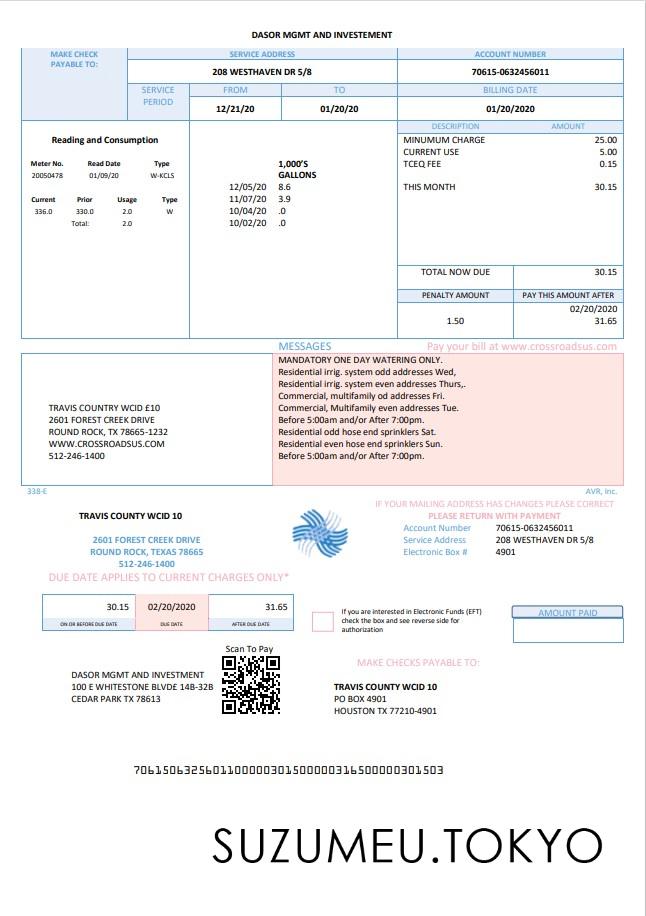 DASOR MGMT AND INVESTEMENT
MAKE CHECK
PAYABLE TO:
SERVICE ADDRESS
ACCOUNT NUMBER
208 WESTHAVEN DR 5/8
70615-0632456011
SERVICE
PERIOD
FROM
TO
BILLING DATE
12/21/20
01/20/20
01/20/2020
Reading and Consumption
Meter No. Read Date Type
20050478 01/09/20 W-KCLS
Current Prior Usage Type
336.0 330.0 2.0 W
Total: 2.0
1,000'S
GALLONS
12/05/20 8.6
11/07/20 3.9
10/04/20 .0
10/02/20 .0
DESCRIPTION AMOUNT
MINUMUM CHARGE 25.00
CURRENT USE 5.00
TCEQ FEE 0.15
THIS MONTH 30.15
TOTAL NOW DUE 30.15
PENALTY AMOUNT PAY THIS AMOUNT AFTER
02/20/2020
1.50 31.65
MESSAGES
Pay your bill at www.crossroadsus.com
TRAVIS COUNTRY WCID £10
2601 FOREST CREEK DRIVE
ROUND ROCK, TX 78665-1232
WWW.CROSSROADSUS.COM
512-246-1400
MANDATORY ONE DAY WATERING ONLY.
Residential irrig. system odd addresses Wed,
Residential irrig. system even addresses Thurs,.
Commercial, multifamily od addresses Fri.
Commercial, Multifamily even addresses Tue.
Before 5:00am and/or After 7:00pm.
Residential odd hose end sprinklers Sat.
Residential even hose end sprinklers Sun.
Before 5:00am and/or After 7:00pm.
338-E
AVR, Inc.
TRAVIS COUNTY WCID 10
2601 FOREST CREEK DRIVE
ROUND ROCK, TEXAS 78665
512-246-1400
DUE DATE APPLIES TO CURRENT CHARGES ONLY*
IF YOUR MAILING ADDRESS HAS CHANGES PLEASE CORRECT
PLEASE RETURN WITH PAYMENT
Account Number 70615-0632456011
Service Address 208 WESTHAVEN DR 5/8
Electronic Box # 4901
30.15 02/20/2020 31.65
ON OR BEFORE DUE DATE DUE DATE AFTER DUE DATE
If you are interested in Electronic Funds (EFT)
check the box and see reverse side for
authorization
AMOUNT PAID
Scan To Pay
DASOR MGMT AND INVESTMENT
100 E WHITESTONE BLVD£ 14B-32B
CEDAR PARK TX 78613
MAKE CHECKS PAYABLE TO:
TRAVIS COUNTY WCID 10
PO BOX 4901
HOUSTON TX 77210-4901
706150632560110000030150000031650000030150​3
SUZUMEU.TOKYO